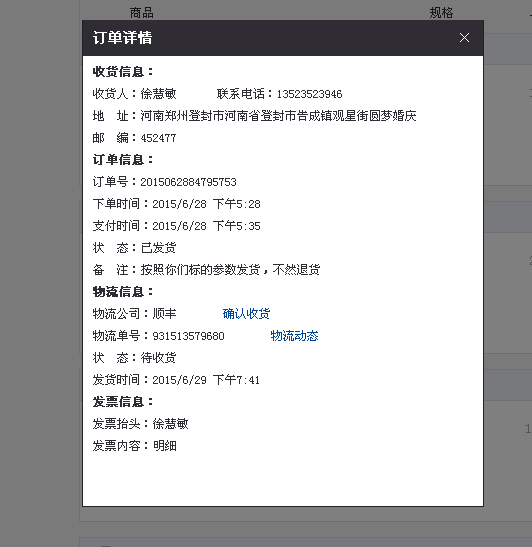 商品 规格
订单详情
收货信息：
收货人：徐慧敏 联系电话：13523523946
地 址：河南郑州登封市河南省登封市告成镇观星街圆梦婚庆
邮 编：452477
订单信息：
订单号：2015062884795753
下单时间：2015/6/28 下午5:28
支付时间：2015/6/28 下午5:35
状 态：已发货
备 注：按照你们标的参数发货，不然退货
物流信息：
物流公司：顺丰 确认收货
物流单号：931513579680 物流动态
状 态：待收货
发货时间：2015/6/29 下午7:41
发票信息：
发票抬头：徐慧敏
发票内容：明细